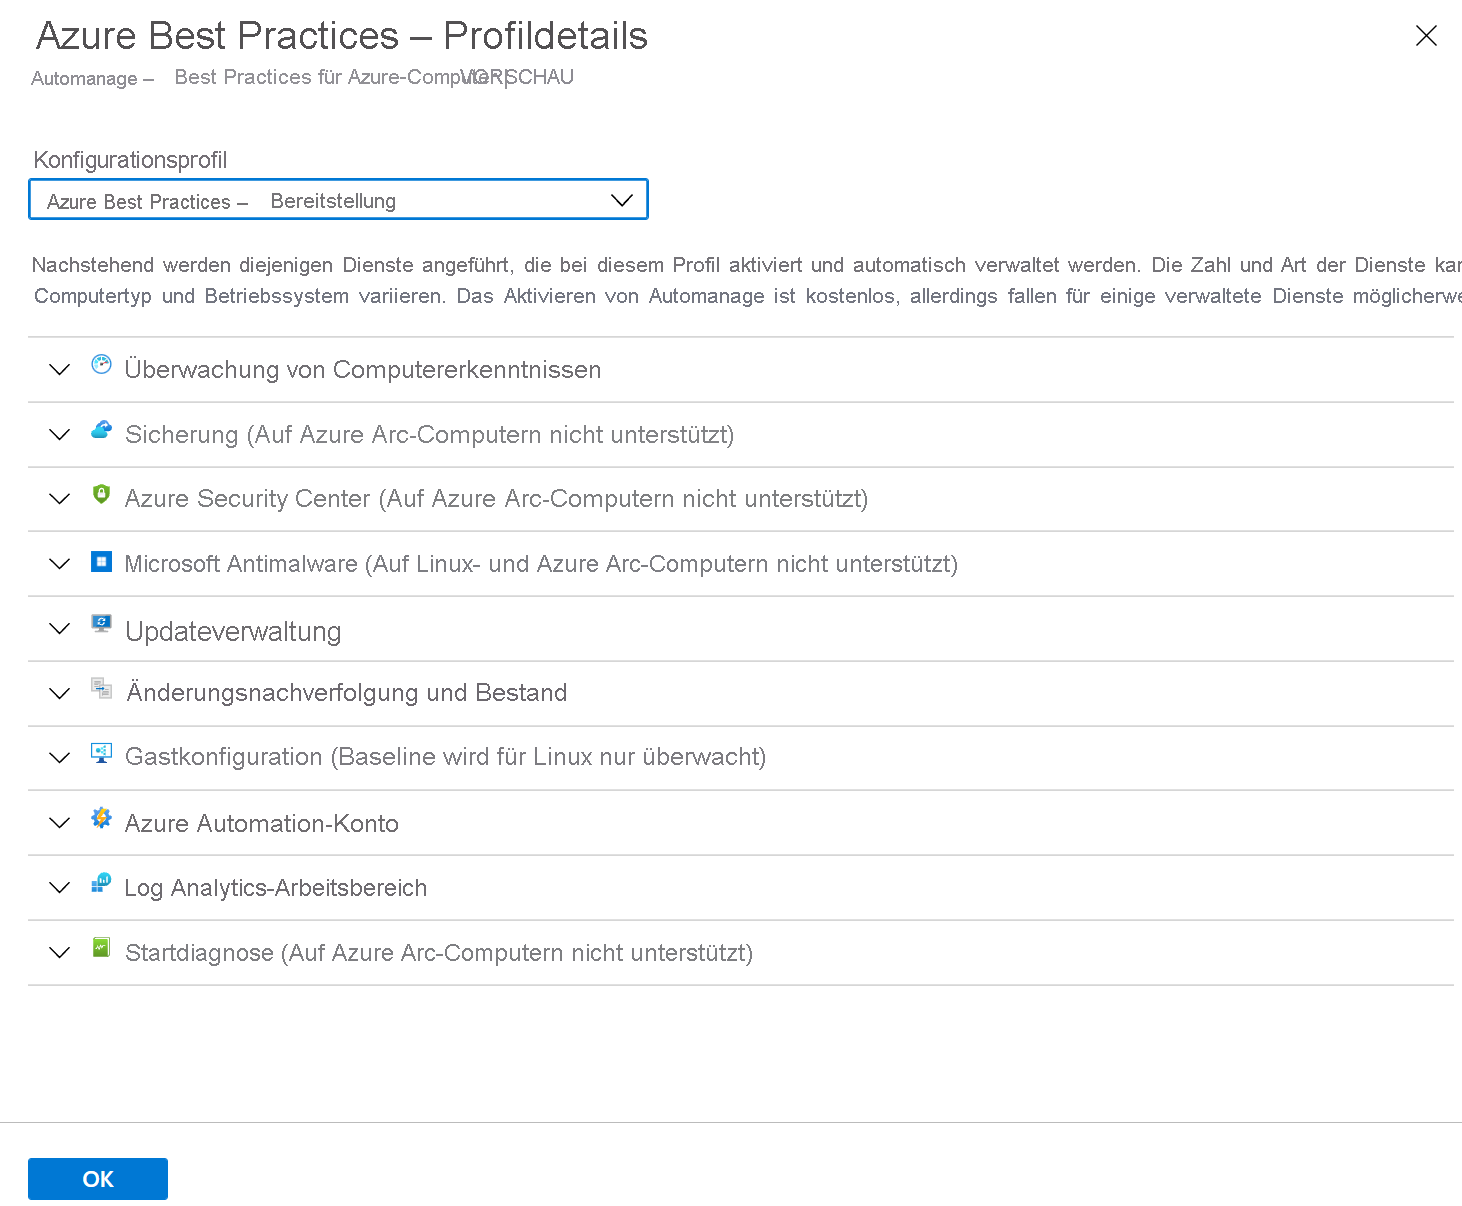 Azure Best Practices – Profildetails
Automanage – Best Practices für Azure-Computer | VORSCHAU
Konfigurationsprofil
Azure Best Practices – Bereitstellung
Nachstehend werden diejenigen Dienste angeführt, die bei diesem Profil aktiviert und automatisch verwaltet werden. Die Zahl und Art der Dienste
Computertyp und Betriebssystem variieren. Das Aktivieren von Automanage ist kostenlos, allerdings fallen für einige verwaltete Dienste
Überwachung von Computererkenntnissen
Sicherung (Auf Azure Arc-Computern nicht unterstützt)
Azure Security Center (Auf Azure Arc-Computern nicht unterstützt)
Microsoft Antimalware (Auf Linux- und Azure Arc-Computern nicht unterstützt)
Updateverwaltung
Änderungsnachverfolgung und Bestand
Gastkonfiguration (Baseline wird für Linux nur überwacht)
Azure Automation-Konto
Log Analytics-Arbeitsbereich
Startdiagnose (Auf Azure Arc-Computern nicht unterstützt)
OK